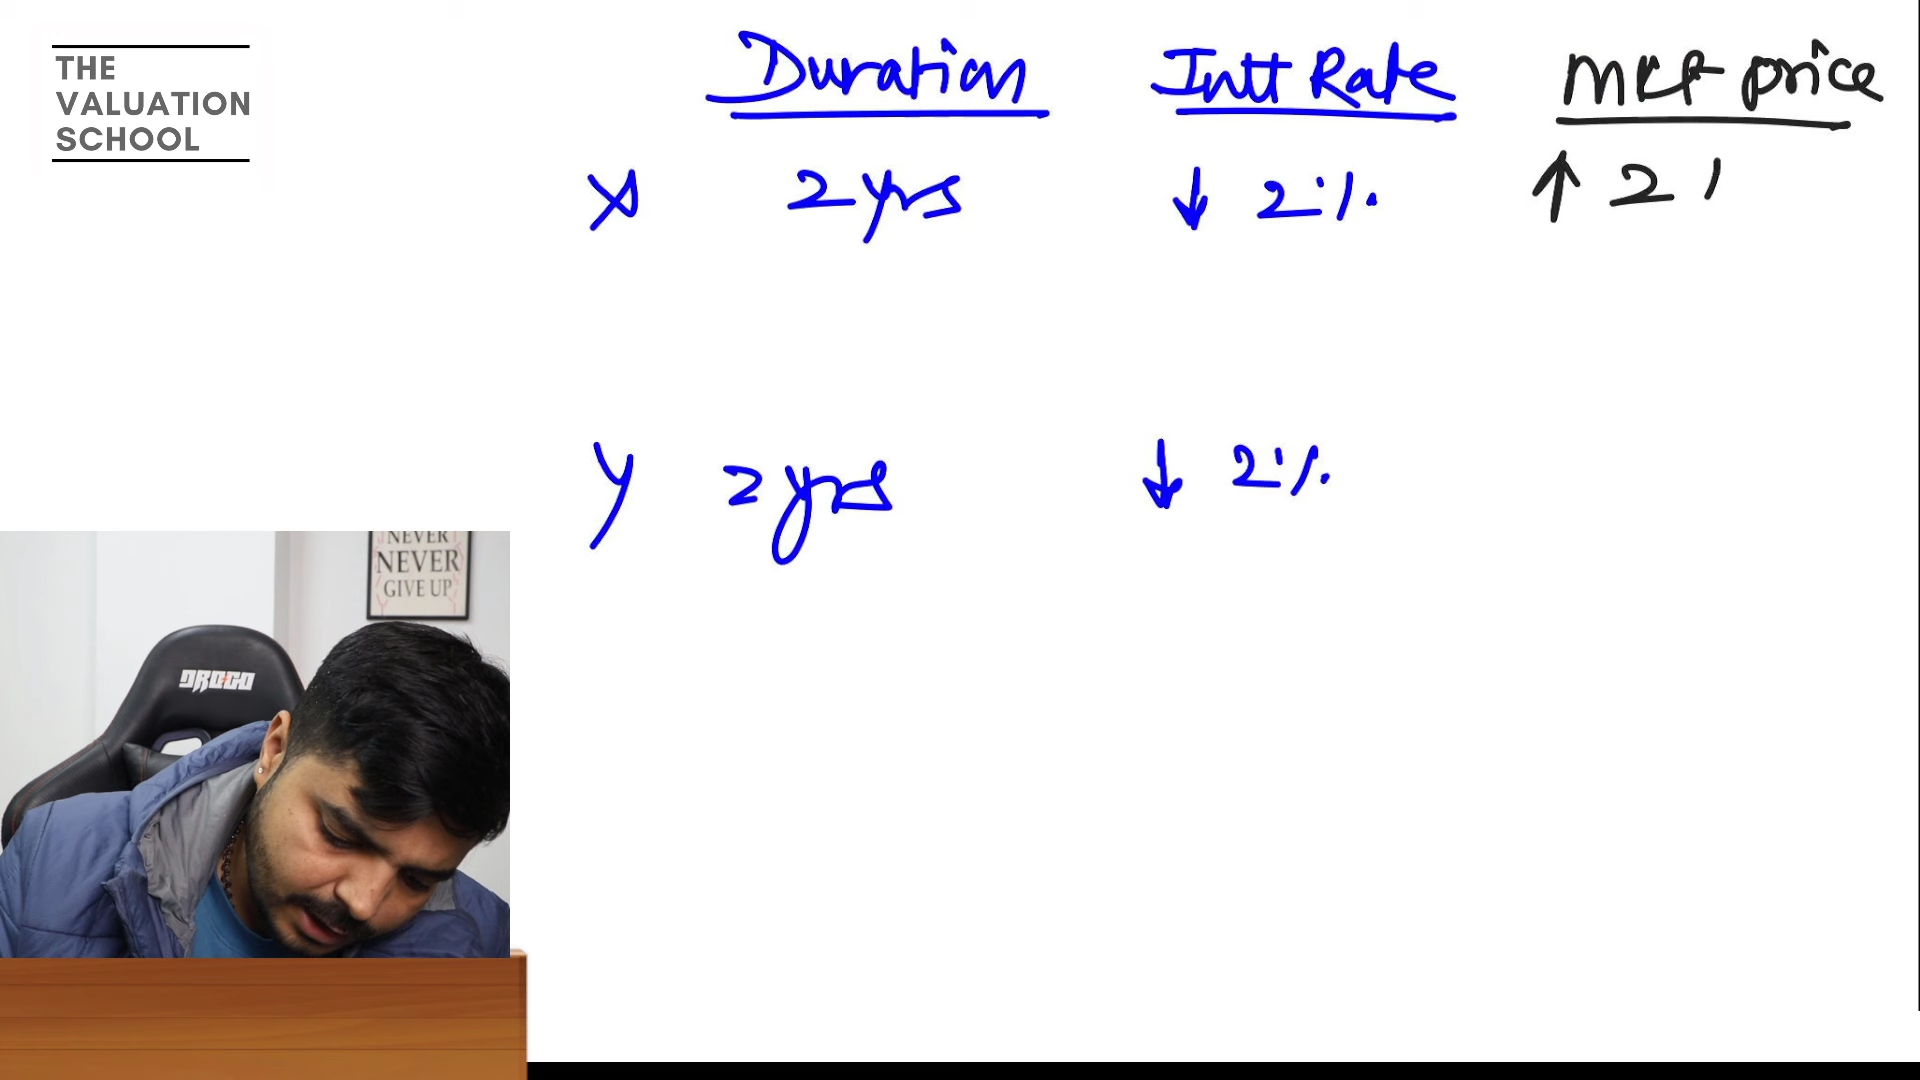 THE
VALUATION
SCHOOL
Duration Intt Rate Mkt price
X 2 yrs ↓ 2% ↑ 2
Y 2 yrs ↓ 2%
NEVER
NEVER
GIVE UP
DROGO